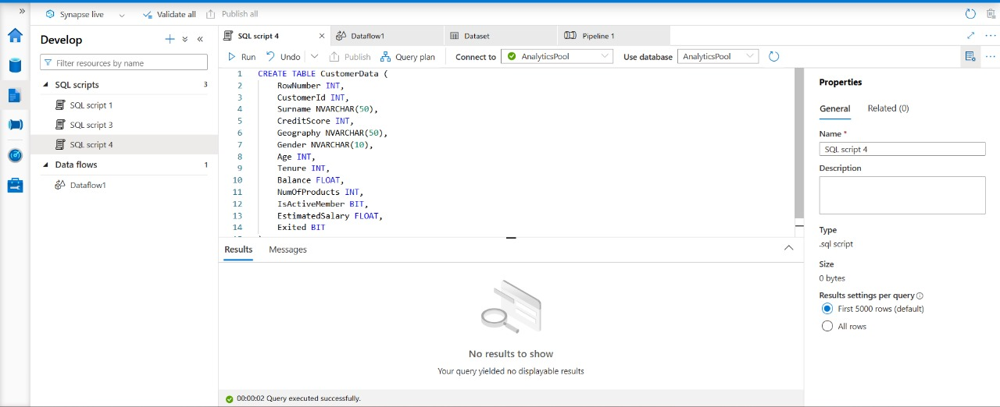 Synapse live
Validate all
Publish all
Develop
Filter resources by name
SQL scripts 3
SQL script 1
SQL script 3
SQL script 4
Data flows 1
Dataflow1
SQL script 4
Dataflow1
Dataset
Pipeline 1
Run Undo Publish Query plan Connect to AnalyticsPool Use database AnalyticsPool
1 CREATE TABLE CustomerData (
2 RowNumber INT,
3 CustomerId INT,
4 Surname NVARCHAR(50),
5 CreditScore INT,
6 Geography NVARCHAR(50),
7 Gender NVARCHAR(10),
8 Age INT,
9 Tenure INT,
10 Balance FLOAT,
11 NumOfProducts INT,
12 IsActiveMember BIT,
13 EstimatedSalary FLOAT,
14 Exited BIT
Results Messages
No results to show
Your query yielded no displayable results
00:00:02 Query executed successfully.
Properties
General Related (0)
Name *
SQL script 4
Description
Type
.sql script
Size
0 bytes
Results settings per query
First 5000 rows (default)
All rows